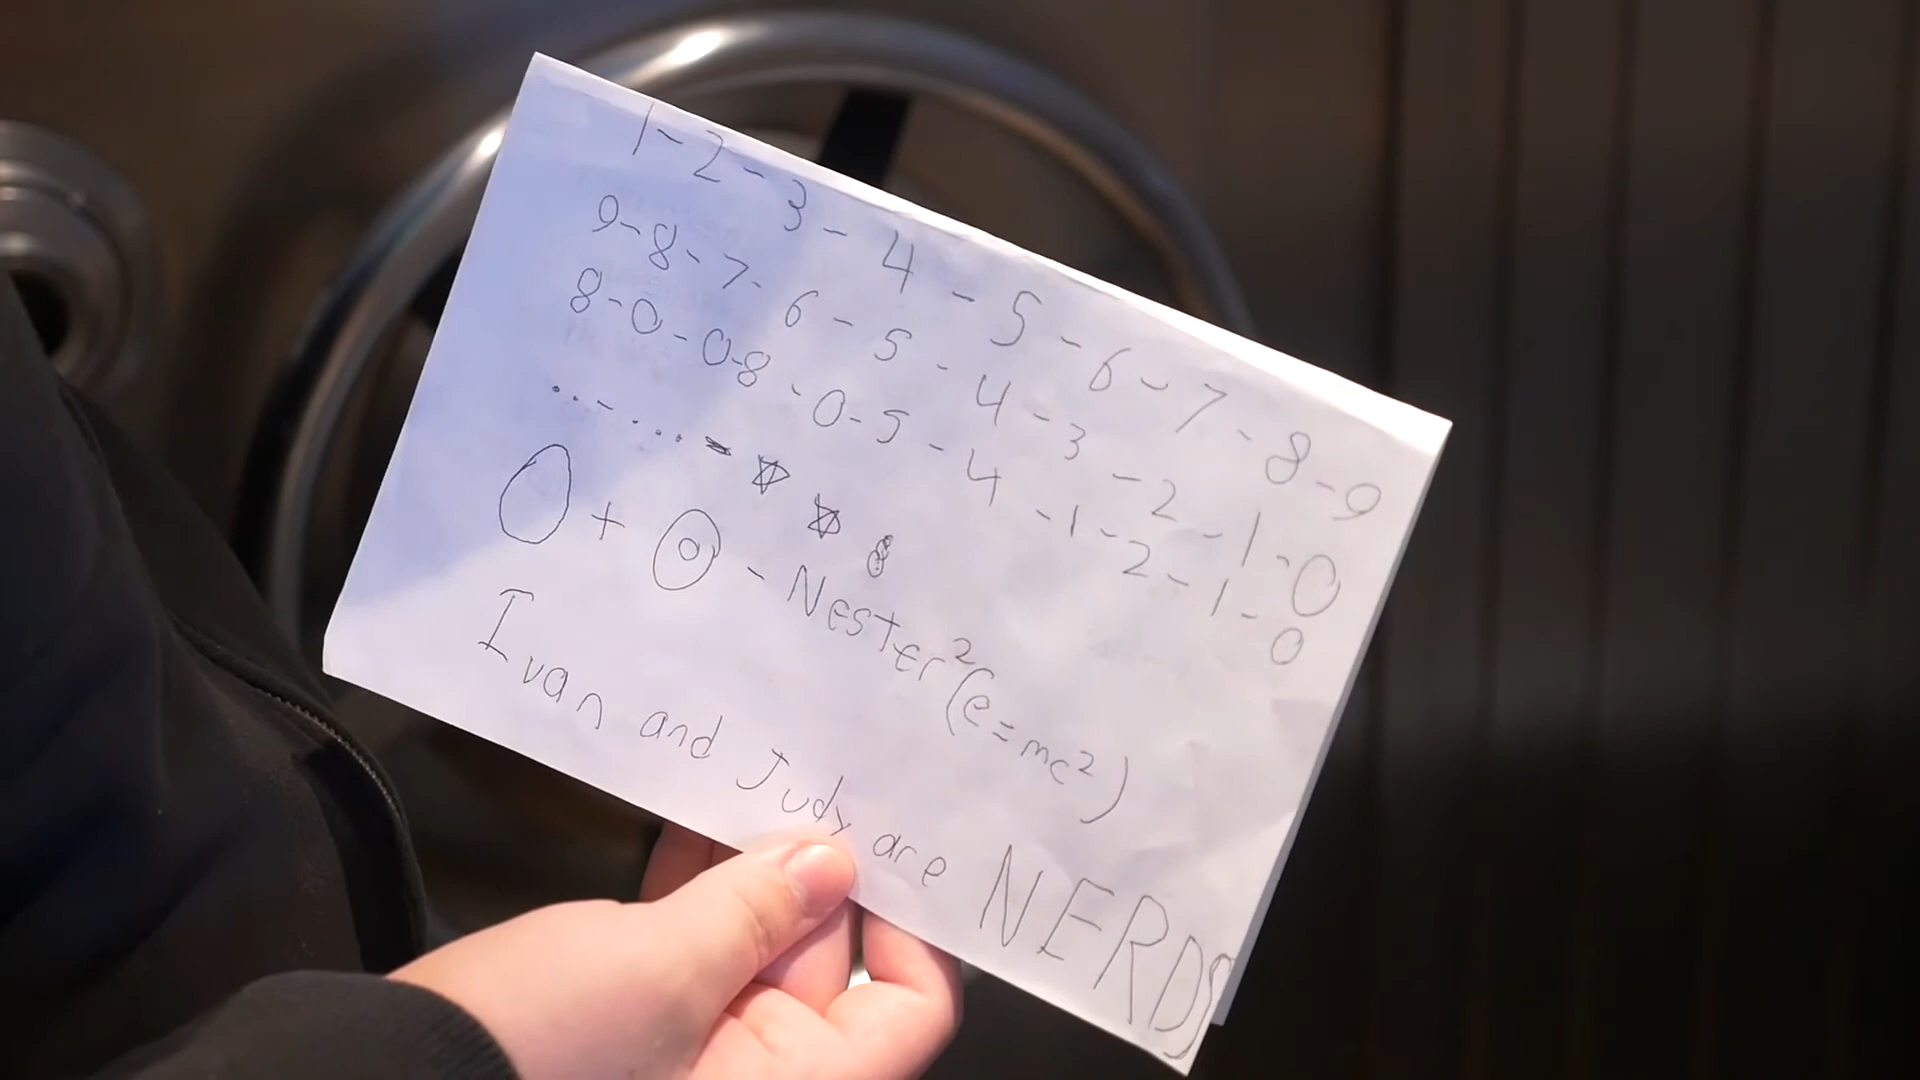 1-2-3-4-5-6-7-8-9
9-8-7-6-5-4-3-2-1-0
8-0-0-8-0-5-4-1-2-1-0
O + ⊙ - Nester²(e=mc²)
Ivan and Judy are NERDS